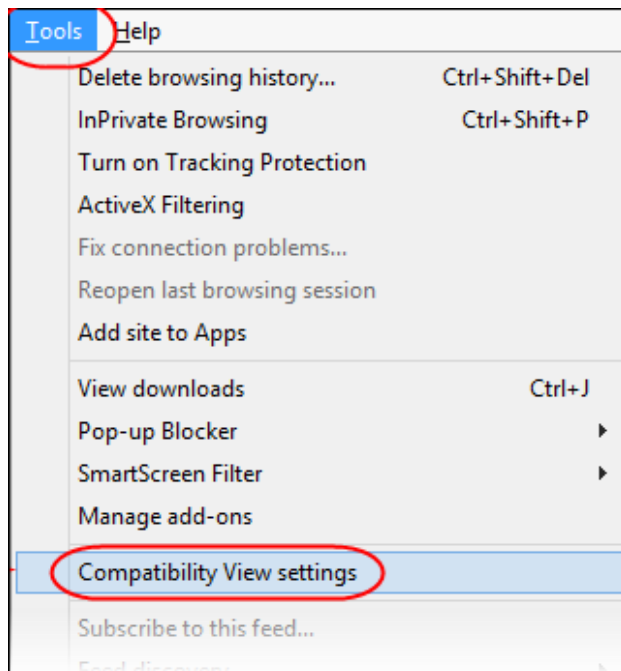 Tools Help
Delete browsing history... Ctrl+Shift+Del
InPrivate Browsing Ctrl+Shift+P
Turn on Tracking Protection
ActiveX Filtering
Fix connection problems...
Reopen last browsing session
Add site to Apps
View downloads Ctrl+J
Pop-up Blocker
SmartScreen Filter
Manage add-ons
Compatibility View settings
Subscribe to this feed...
Feed discovery